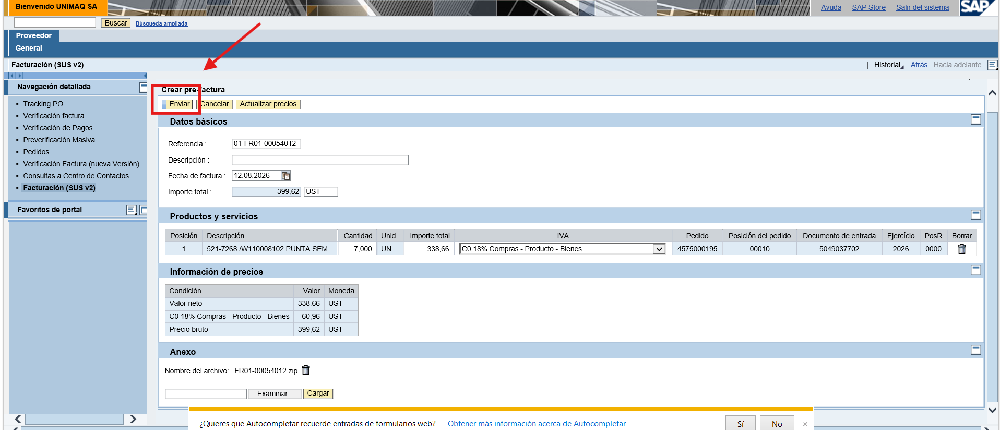 Bienvenido UNIMAQ SA
Ayuda SAP Store Salir del sistema SAP
Buscar Búsqueda ampliada
Proveedor
General
Facturación (SUS v2)
Historial Atrás Hacia adelante
Navegación detallada
Tracking PO
Verificación factura
Verificación de Pagos
Preverificación Masiva
Pedidos
Verificación Factura (nueva Versión)
Consultas a Centro de Contactos
Facturación (SUS v2)
Favoritos de portal
Crear pre-factura
Enviar Cancelar Actualizar precios
Datos básicos
Referencia : 01-FR01-00054012
Descripción :
Fecha de factura : 12.08.2026
Importe total : 399,62 UST
Productos y servicios
Posición Descripción Cantidad Unid. Importe total IVA Pedido Posición del pedido Documento de entrada Ejercício PosR Borrar
1 521-7268 /W110008102 PUNTA SEM 7,000 UN 338,66 C0 18% Compras - Producto - Bienes 4575000195 00010 5049037702 2026 0000
Información de precios
Condición Valor Moneda
Valor neto 338,66 UST
C0 18% Compras - Producto - Bienes 60,96 UST
Precio bruto 399,62 UST
Anexo
Nombre del archivo: FR01-00054012.zip
Examinar... Cargar
¿Quieres que Autocompletar recuerde entradas de formularios web? Obtener más información acerca de Autocompletar Sí No ×